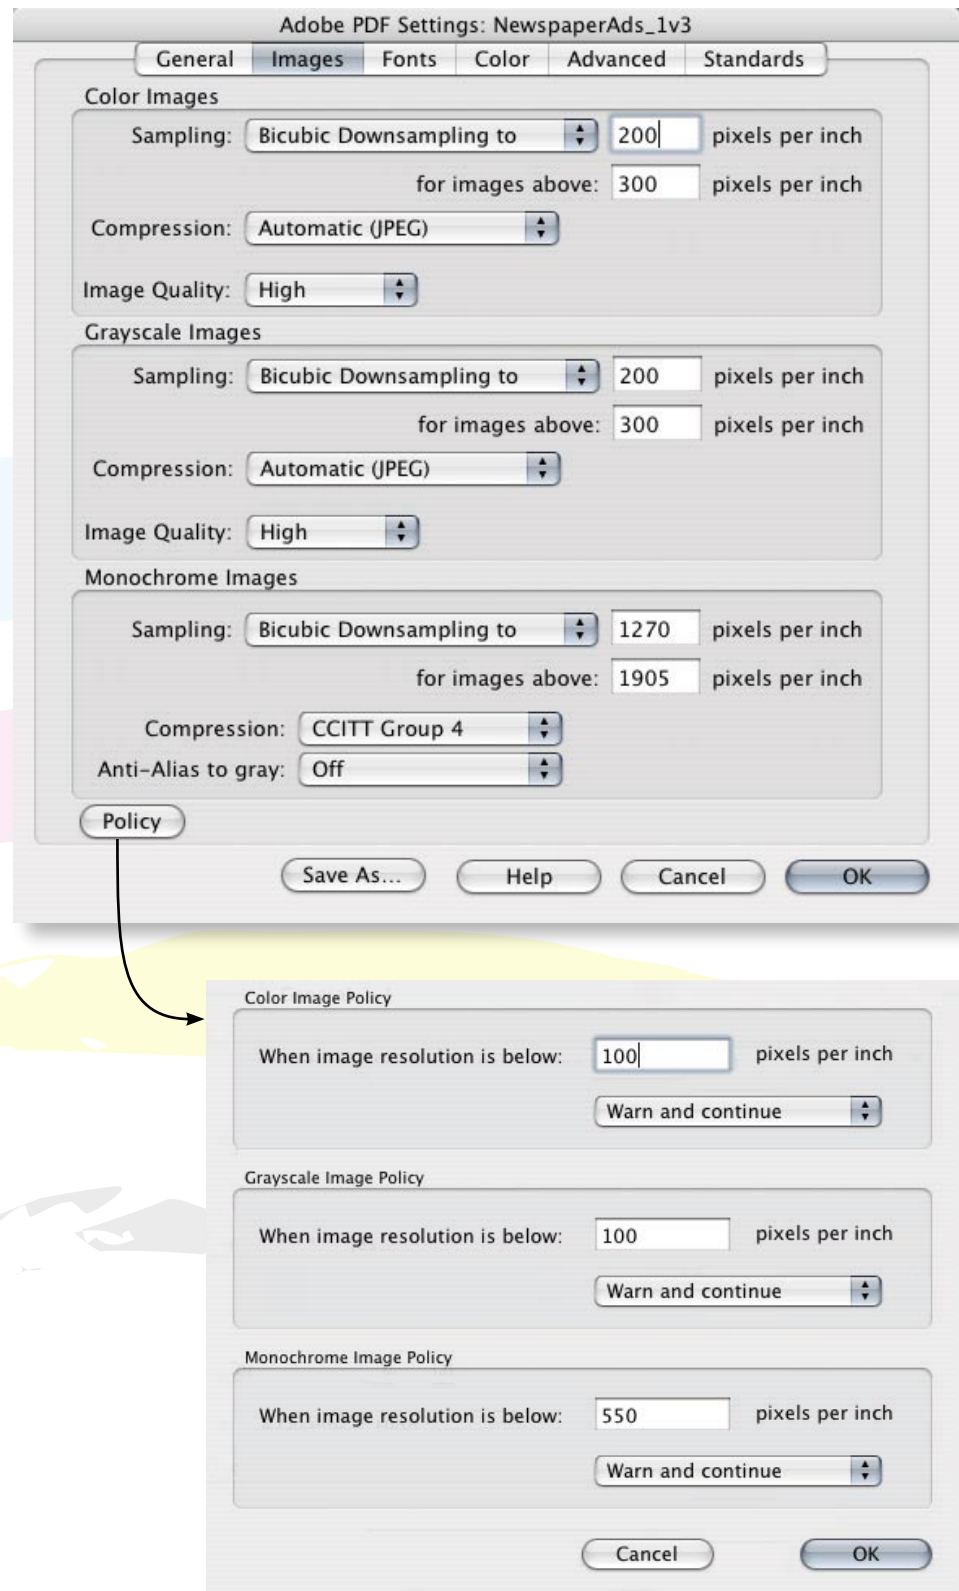 Adobe PDF Settings: NewspaperAds_1v3
General Images Fonts Color Advanced Standards
Color Images
Sampling: Bicubic Downsampling to 200 pixels per inch
for images above: 300 pixels per inch
Compression: Automatic (JPEG)
Image Quality: High
Grayscale Images
Sampling: Bicubic Downsampling to 200 pixels per inch
for images above: 300 pixels per inch
Compression: Automatic (JPEG)
Image Quality: High
Monochrome Images
Sampling: Bicubic Downsampling to 1270 pixels per inch
for images above: 1905 pixels per inch
Compression: CCITT Group 4
Anti-Alias to gray: Off
Policy
Save As... Help Cancel OK
Color Image Policy
When image resolution is below: 100 pixels per inch
Warn and continue
Grayscale Image Policy
When image resolution is below: 100 pixels per inch
Warn and continue
Monochrome Image Policy
When image resolution is below: 550 pixels per inch
Warn and continue
Cancel OK